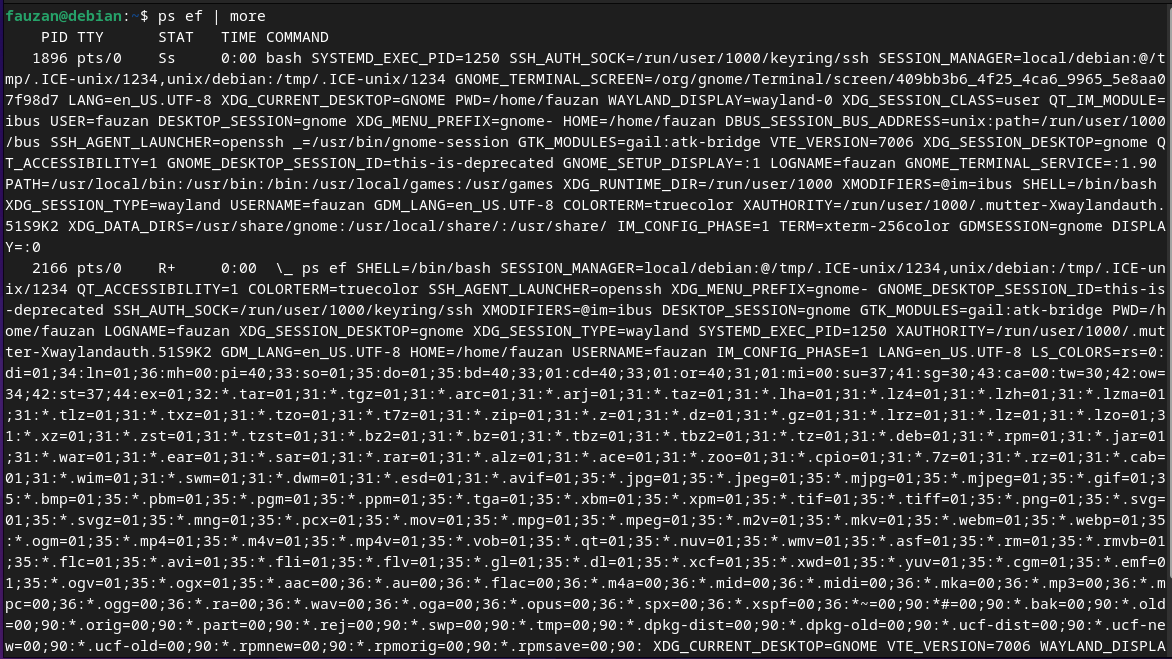 fauzan@debian:~$ ps ef | more
    PID TTY      STAT   TIME COMMAND
   1896 pts/0    Ss     0:00 bash SYSTEMD_EXEC_PID=1250 SSH_AUTH_SOCK=/run/user/1000/keyring/ssh SESSION_MANAGER=local/debian:@/t
mp/.ICE-unix/1234,unix/debian:/tmp/.ICE-unix/1234 GNOME_TERMINAL_SCREEN=/org/gnome/Terminal/screen/409bb3b6_4f25_4ca6_9965_5e8aa0
7f98d7 LANG=en_US.UTF-8 XDG_CURRENT_DESKTOP=GNOME PWD=/home/fauzan WAYLAND_DISPLAY=wayland-0 XDG_SESSION_CLASS=user QT_IM_MODULE=
ibus USER=fauzan DESKTOP_SESSION=gnome XDG_MENU_PREFIX=gnome- HOME=/home/fauzan DBUS_SESSION_BUS_ADDRESS=unix:path=/run/user/1000
/bus SSH_AGENT_LAUNCHER=openssh _=/usr/bin/gnome-session GTK_MODULES=gail:atk-bridge VTE_VERSION=7006 XDG_SESSION_DESKTOP=gnome Q
T_ACCESSIBILITY=1 GNOME_DESKTOP_SESSION_ID=this-is-deprecated GNOME_SETUP_DISPLAY=:1 LOGNAME=fauzan GNOME_TERMINAL_SERVICE=:1.90
PATH=/usr/local/bin:/usr/bin:/bin:/usr/local/games:/usr/games XDG_RUNTIME_DIR=/run/user/1000 XMODIFIERS=@im=ibus SHELL=/bin/bash
XDG_SESSION_TYPE=wayland USERNAME=fauzan GDM_LANG=en_US.UTF-8 COLORTERM=truecolor XAUTHORITY=/run/user/1000/.mutter-Xwaylandauth.
51S9K2 XDG_DATA_DIRS=/usr/share/gnome:/usr/local/share/:/usr/share/ IM_CONFIG_PHASE=1 TERM=xterm-256color GDMSESSION=gnome DISPLA
Y=:0
   2166 pts/0    R+     0:00  \_ ps ef SHELL=/bin/bash SESSION_MANAGER=local/debian:@/tmp/.ICE-unix/1234,unix/debian:/tmp/.ICE-un
ix/1234 QT_ACCESSIBILITY=1 COLORTERM=truecolor SSH_AGENT_LAUNCHER=openssh XDG_MENU_PREFIX=gnome- GNOME_DESKTOP_SESSION_ID=this-is
-deprecated SSH_AUTH_SOCK=/run/user/1000/keyring/ssh XMODIFIERS=@im=ibus DESKTOP_SESSION=gnome GTK_MODULES=gail:atk-bridge PWD=/h
ome/fauzan LOGNAME=fauzan XDG_SESSION_DESKTOP=gnome XDG_SESSION_TYPE=wayland SYSTEMD_EXEC_PID=1250 XAUTHORITY=/run/user/1000/.mut
ter-Xwaylandauth.51S9K2 GDM_LANG=en_US.UTF-8 HOME=/home/fauzan USERNAME=fauzan IM_CONFIG_PHASE=1 LANG=en_US.UTF-8 LS_COLORS=rs=0:
di=01;34:ln=01;36:mh=00:pi=40;33:so=01;35:do=01;35:bd=40;33;01:cd=40;33;01:or=40;31;01:mi=00:su=37;41:sg=30;43:ca=00:tw=30;42:ow=
34;42:st=37;44:ex=01;32:*.tar=01;31:*.tgz=01;31:*.arc=01;31:*.arj=01;31:*.taz=01;31:*.lha=01;31:*.lz4=01;31:*.lzh=01;31:*.lzma=01
;31:*.tlz=01;31:*.txz=01;31:*.tzo=01;31:*.t7z=01;31:*.zip=01;31:*.z=01;31:*.dz=01;31:*.gz=01;31:*.lrz=01;31:*.lz=01;31:*.lzo=01;3
1:*.xz=01;31:*.zst=01;31:*.tzst=01;31:*.bz2=01;31:*.bz=01;31:*.tbz=01;31:*.tbz2=01;31:*.tz=01;31:*.deb=01;31:*.rpm=01;31:*.jar=01
;31:*.war=01;31:*.ear=01;31:*.sar=01;31:*.rar=01;31:*.alz=01;31:*.ace=01;31:*.zoo=01;31:*.cpio=01;31:*.7z=01;31:*.rz=01;31:*.cab=
01;31:*.wim=01;31:*.swm=01;31:*.dwm=01;31:*.esd=01;31:*.avif=01;35:*.jpg=01;35:*.jpeg=01;35:*.mjpg=01;35:*.mjpeg=01;35:*.gif=01;3
5:*.bmp=01;35:*.pbm=01;35:*.pgm=01;35:*.ppm=01;35:*.tga=01;35:*.xbm=01;35:*.xpm=01;35:*.tif=01;35:*.tiff=01;35:*.png=01;35:*.svg=
01;35:*.svgz=01;35:*.mng=01;35:*.pcx=01;35:*.mov=01;35:*.mpg=01;35:*.mpeg=01;35:*.m2v=01;35:*.mkv=01;35:*.webm=01;35:*.webp=01;35
:*.ogm=01;35:*.mp4=01;35:*.m4v=01;35:*.mp4v=01;35:*.vob=01;35:*.qt=01;35:*.nuv=01;35:*.wmv=01;35:*.asf=01;35:*.rm=01;35:*.rmvb=01
;35:*.flc=01;35:*.avi=01;35:*.fli=01;35:*.flv=01;35:*.gl=01;35:*.dl=01;35:*.xcf=01;35:*.xwd=01;35:*.yuv=01;35:*.cgm=01;35:*.emf=0
1;35:*.ogv=01;35:*.ogx=01;35:*.aac=00;36:*.au=00;36:*.flac=00;36:*.m4a=00;36:*.mid=00;36:*.midi=00;36:*.mka=00;36:*.mp3=00;36:*.m
pc=00;36:*.ogg=00;36:*.ra=00;36:*.wav=00;36:*.oga=00;36:*.opus=00;36:*.spx=00;36:*.xspf=00;36:*~=00;90:*#=00;90:*.bak=00;90:*.old
=00;90:*.orig=00;90:*.part=00;90:*.rej=00;90:*.swp=00;90:*.tmp=00;90:*.dpkg-dist=00;90:*.dpkg-old=00;90:*.ucf-dist=00;90:*.ucf-ne
w=00;90:*.ucf-old=00;90:*.rpmnew=00;90:*.rpmorig=00;90:*.rpmsave=00;90: XDG_CURRENT_DESKTOP=GNOME VTE_VERSION=7006 WAYLAND_DISPLA